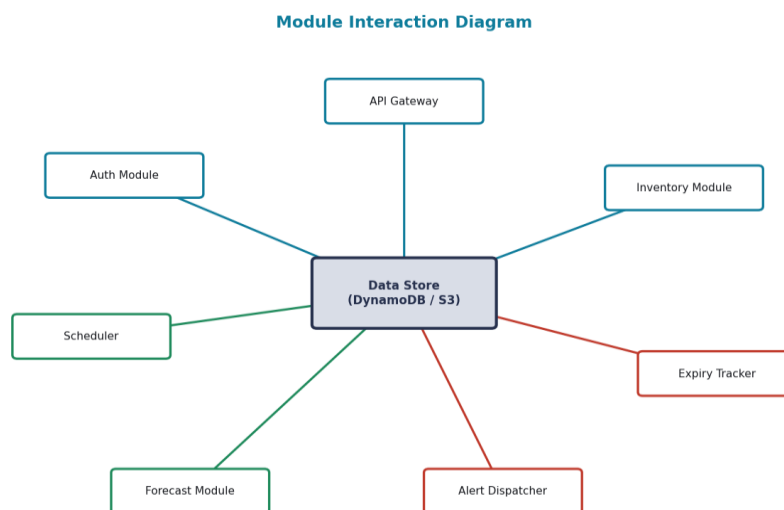 Module Interaction Diagram
API Gateway
Auth Module
Inventory Module
Data Store
(DynamoDB / S3)
Scheduler
Expiry Tracker
Forecast Module
Alert Dispatcher